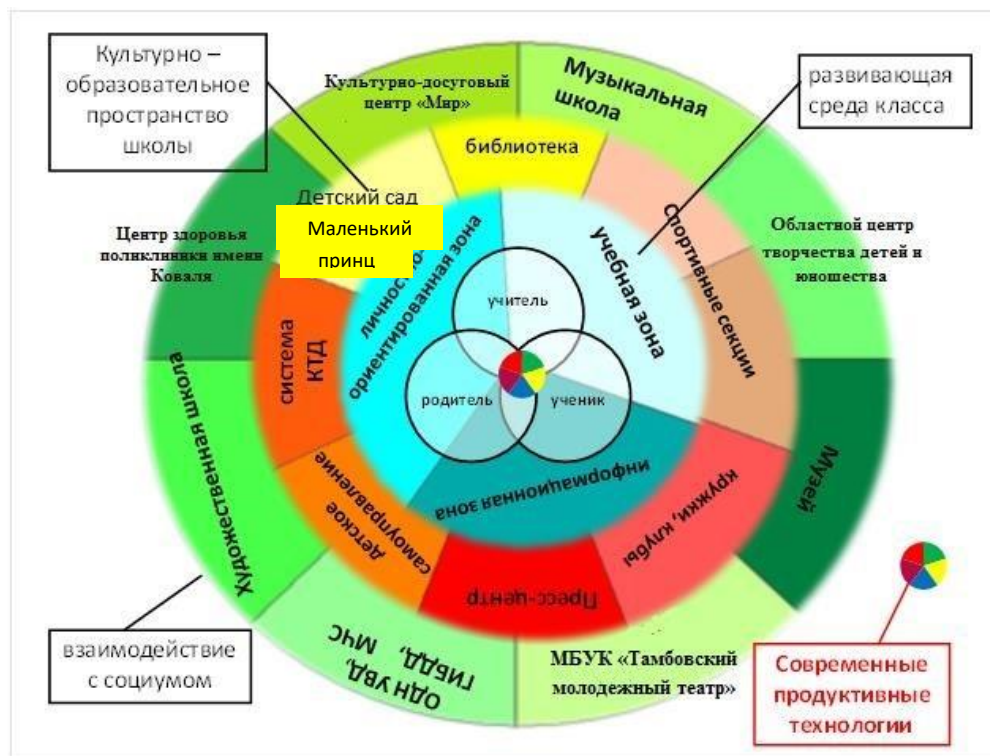 Культурно –
образовательное
пространство
школы
Культурно-досуговый
центр «Мир»
Музыкальная
школа
развивающая
среда класса
библиотека
Детский сад
Маленький
принц
Центр здоровья
поликлиники имени
Коваля
личностно-
ориентированная зона
учебная зона
Спортивные секции
Областной центр
творчества детей и
юношества
учитель
родитель
ученик
система
КТД
Художественная школа
информационная зона
детское
самоуправление
Пресс-центр
кружки, клубы
Музей
ОДН УВД,
ГИБДД, МЧС
МБУК «Тамбовский
молодежный театр»
взаимодействие
с социумом
Современные
продуктивные
технологии